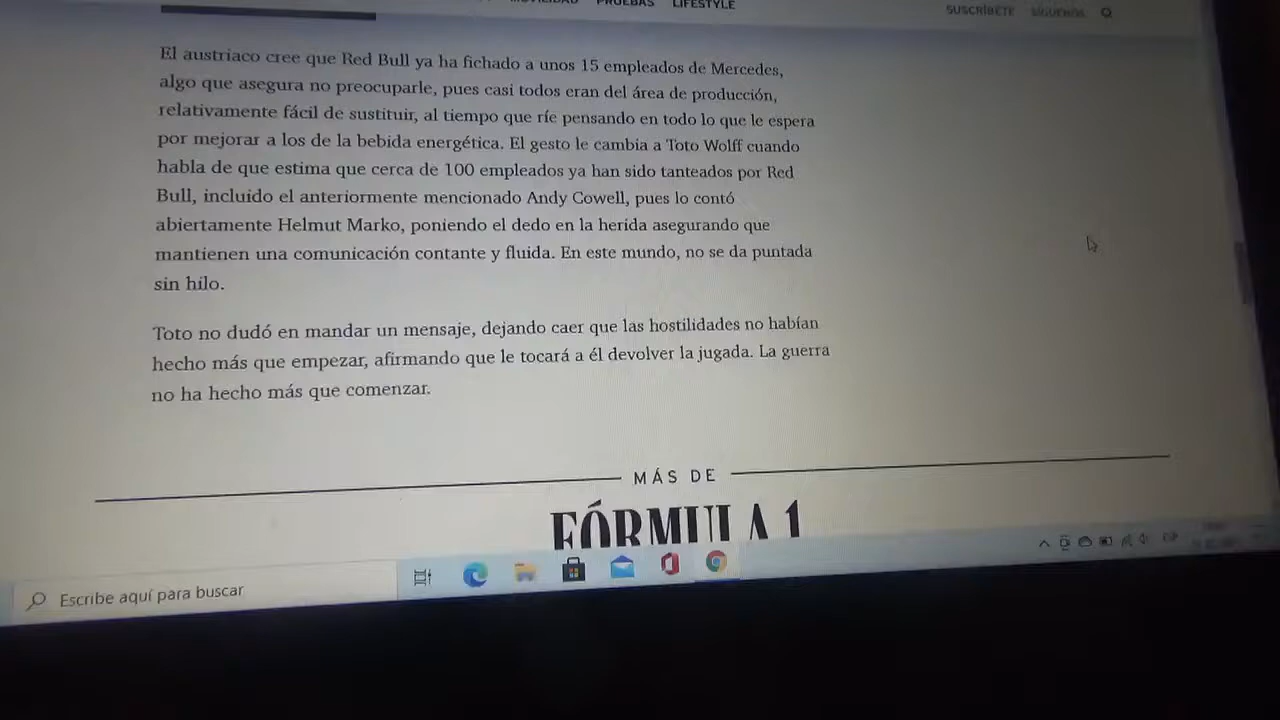 PRUEBAS LIFESTYLE
SUSCRÍBETE SÍGUENOS
El austriaco cree que Red Bull ya ha fichado a unos 15 empleados de Mercedes,
algo que asegura no preocuparle, pues casi todos eran del área de producción,
relativamente fácil de sustituir, al tiempo que ríe pensando en todo lo que le espera
por mejorar a los de la bebida energética. El gesto le cambia a Toto Wolff cuando
habla de que estima que cerca de 100 empleados ya han sido tanteados por Red
Bull, incluido el anteriormente mencionado Andy Cowell, pues lo contó
abiertamente Helmut Marko, poniendo el dedo en la herida asegurando que
mantienen una comunicación contante y fluida. En este mundo, no se da puntada
sin hilo.
Toto no dudó en mandar un mensaje, dejando caer que las hostilidades no habían
hecho más que empezar, afirmando que le tocará a él devolver la jugada. La guerra
no ha hecho más que comenzar.
MÁS DE
FÓRMULA 1
Escribe aquí para buscar